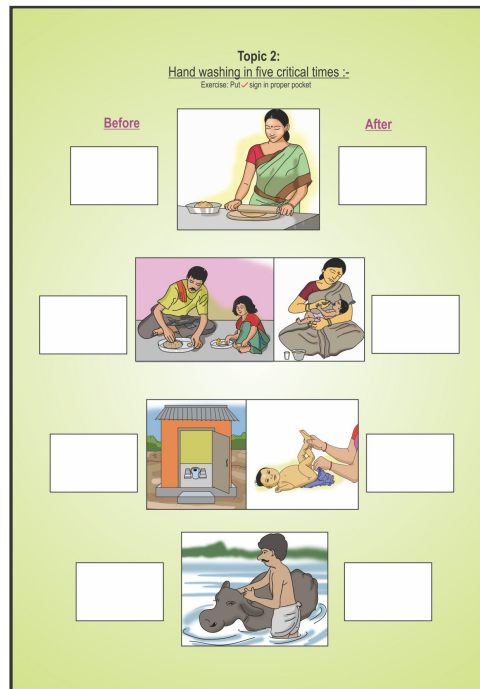 Topic 2:
Hand washing in five critical times :-
Exercise: Put ✓ sign in proper pocket
Before
After